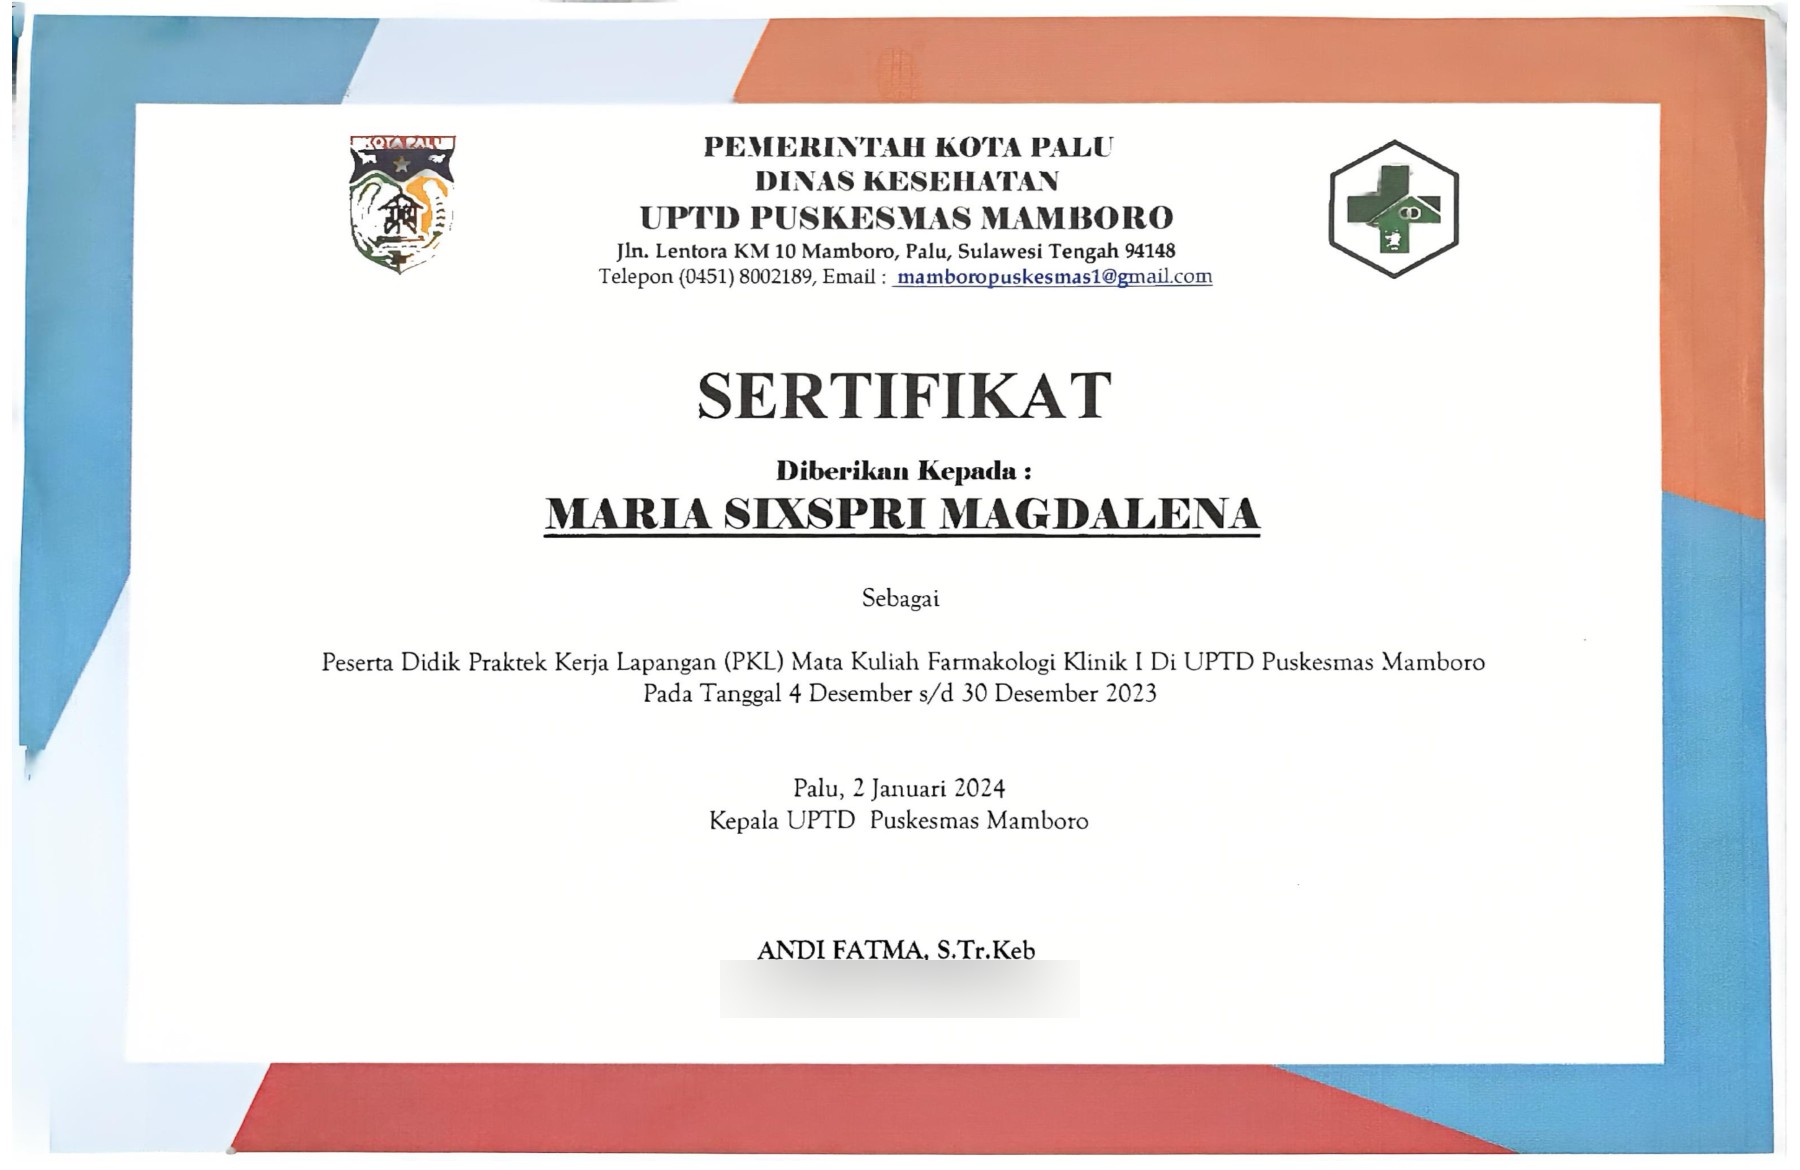 KOTA PALU
PEMERINTAH KOTA PALU
DINAS KESEHATAN
UPTD PUSKESMAS MAMBORO
Jln. Lentora KM 10 Mamboro, Palu, Sulawesi Tengah 94148
Telepon (0451) 8002189, Email : mamboropuskesmas1@gmail.com
SERTIFIKAT
Diberikan Kepada :
MARIA SIXSPRI MAGDALENA
Sebagai
Peserta Didik Praktek Kerja Lapangan (PKL) Mata Kuliah Farmakologi Klinik I Di UPTD Puskesmas Mamboro
Pada Tanggal 4 Desember s/d 30 Desember 2023
Palu, 2 Januari 2024
Kepala UPTD Puskesmas Mamboro
ANDI FATMA, S.Tr.Keb